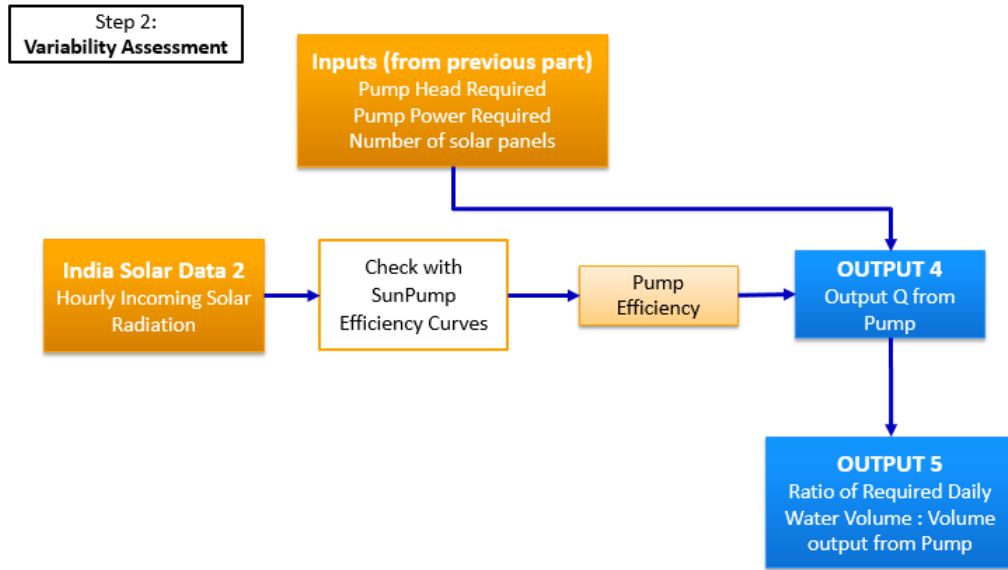 Step 2:
Variability Assessment
Inputs (from previous part)
Pump Head Required
Pump Power Required
Number of solar panels
India Solar Data 2
Hourly Incoming Solar
Radiation
Check with
SunPump
Efficiency Curves
Pump
Efficiency
OUTPUT 4
Output Q from
Pump
OUTPUT 5
Ratio of Required Daily
Water Volume : Volume
output from Pump